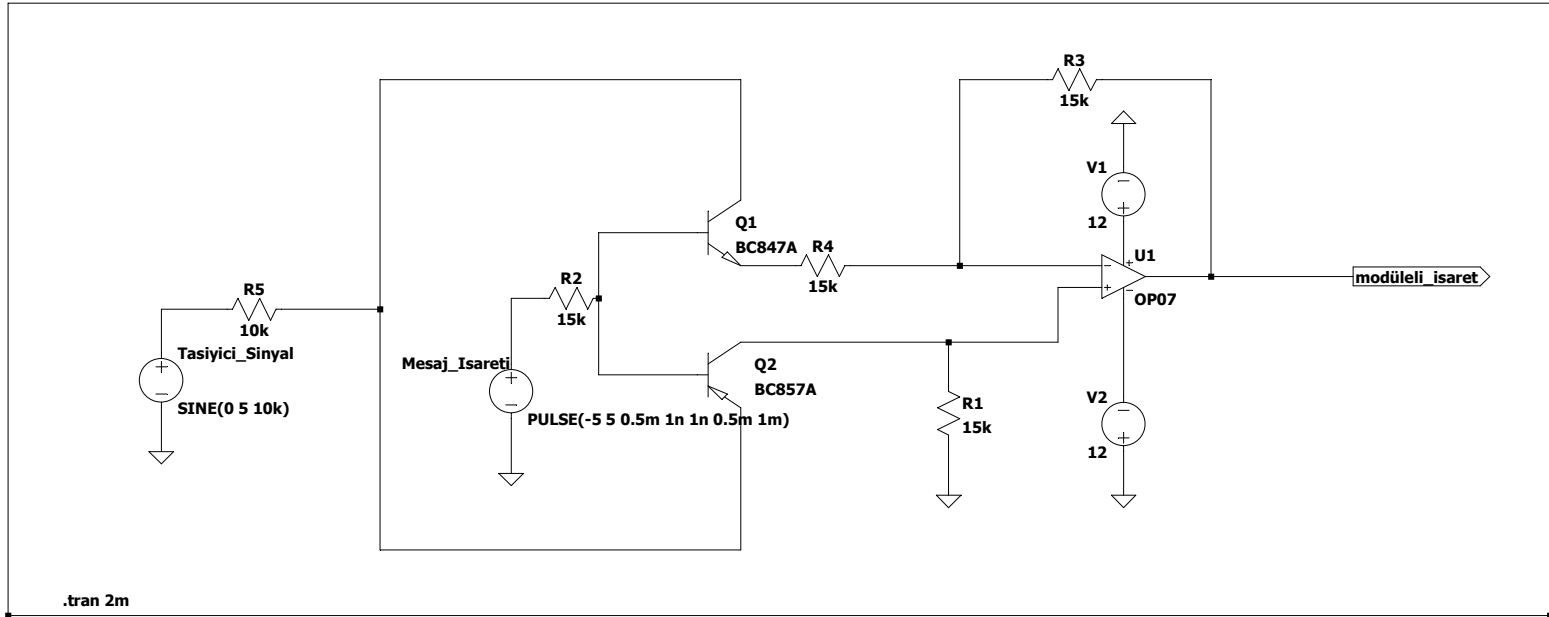 R3
15k
V1
12
Q1
BC847A
R4
15k
U1
OP07
modüleli_isaret
R2
15k
R5
10k
Tasiyici_Sinyal
SINE(0 5 10k)
Mesaj_Isareti
PULSE(-5 5 0.5m 1n 1n 0.5m 1m)
Q2
BC857A
R1
15k
V2
12
.tran 2m